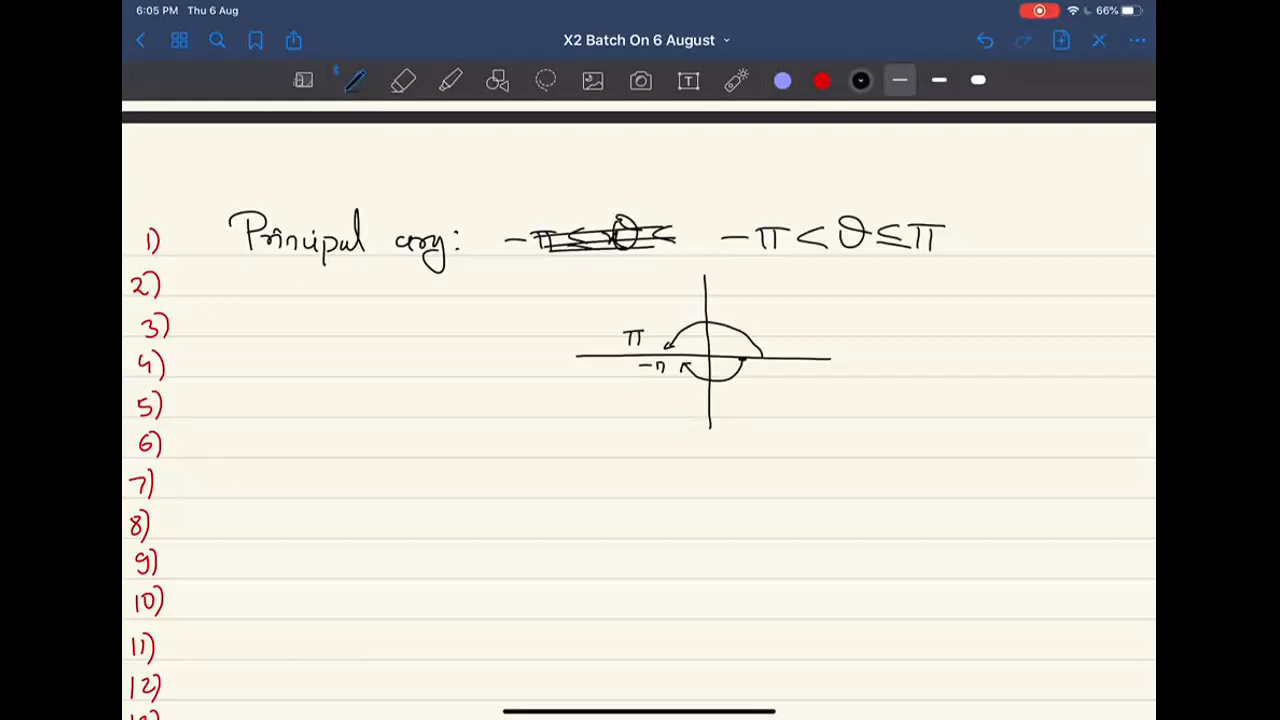 6:05 PM Thu 6 Aug
66%
X2 Batch On 6 August
T
1) Principal arg: -π<θ≤π
2)
3)
π
4)
-π
5)
6)
7)
8)
9)
10)
11)
12)